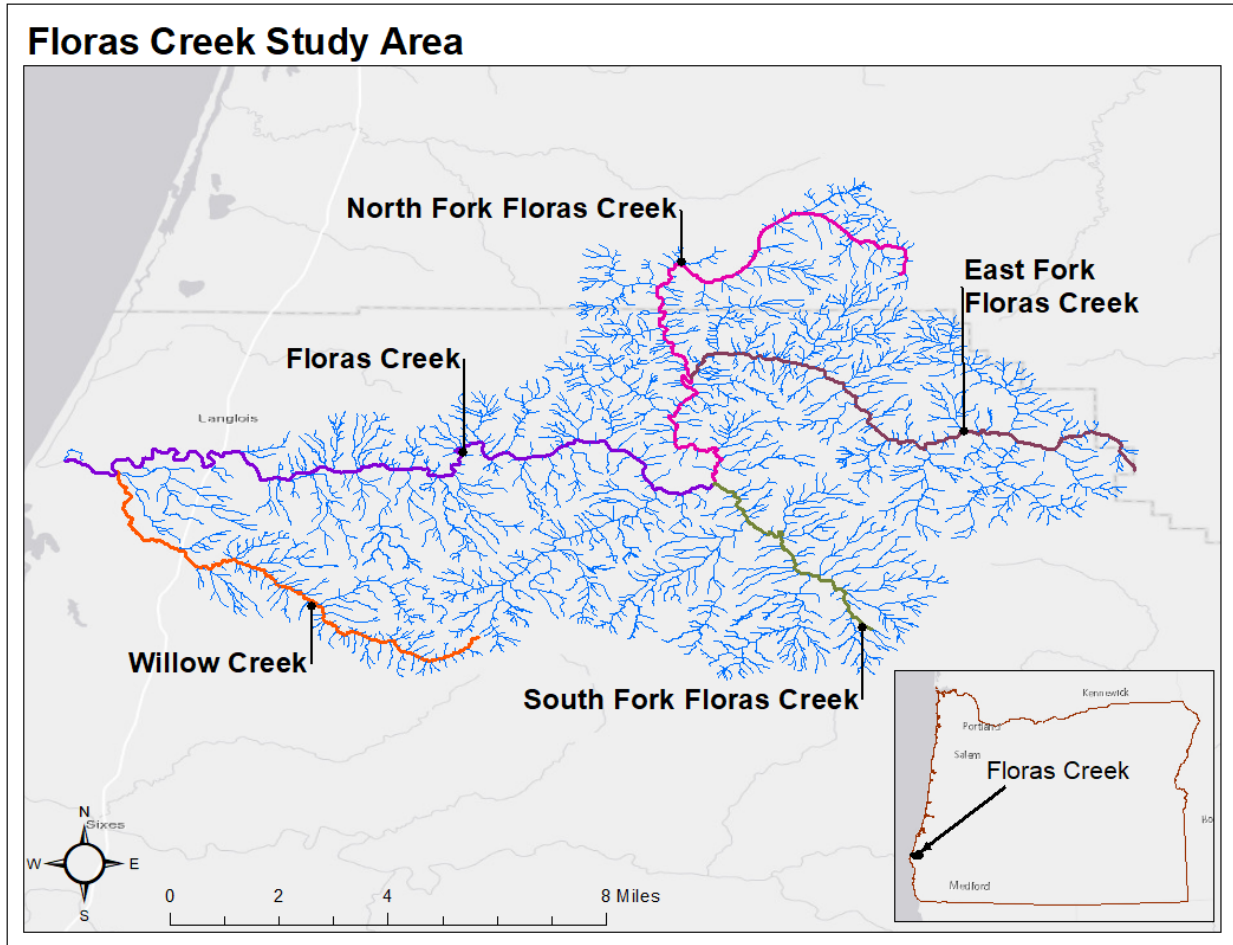 Floras Creek Study Area
North Fork Floras Creek
East Fork
Floras Creek
Floras Creek
Langlois
Willow Creek
South Fork Floras Creek
Kennewick
Portland
Salem
Floras Creek
Medford
N
Sixes
W
E
S
0
2
4
8 Miles